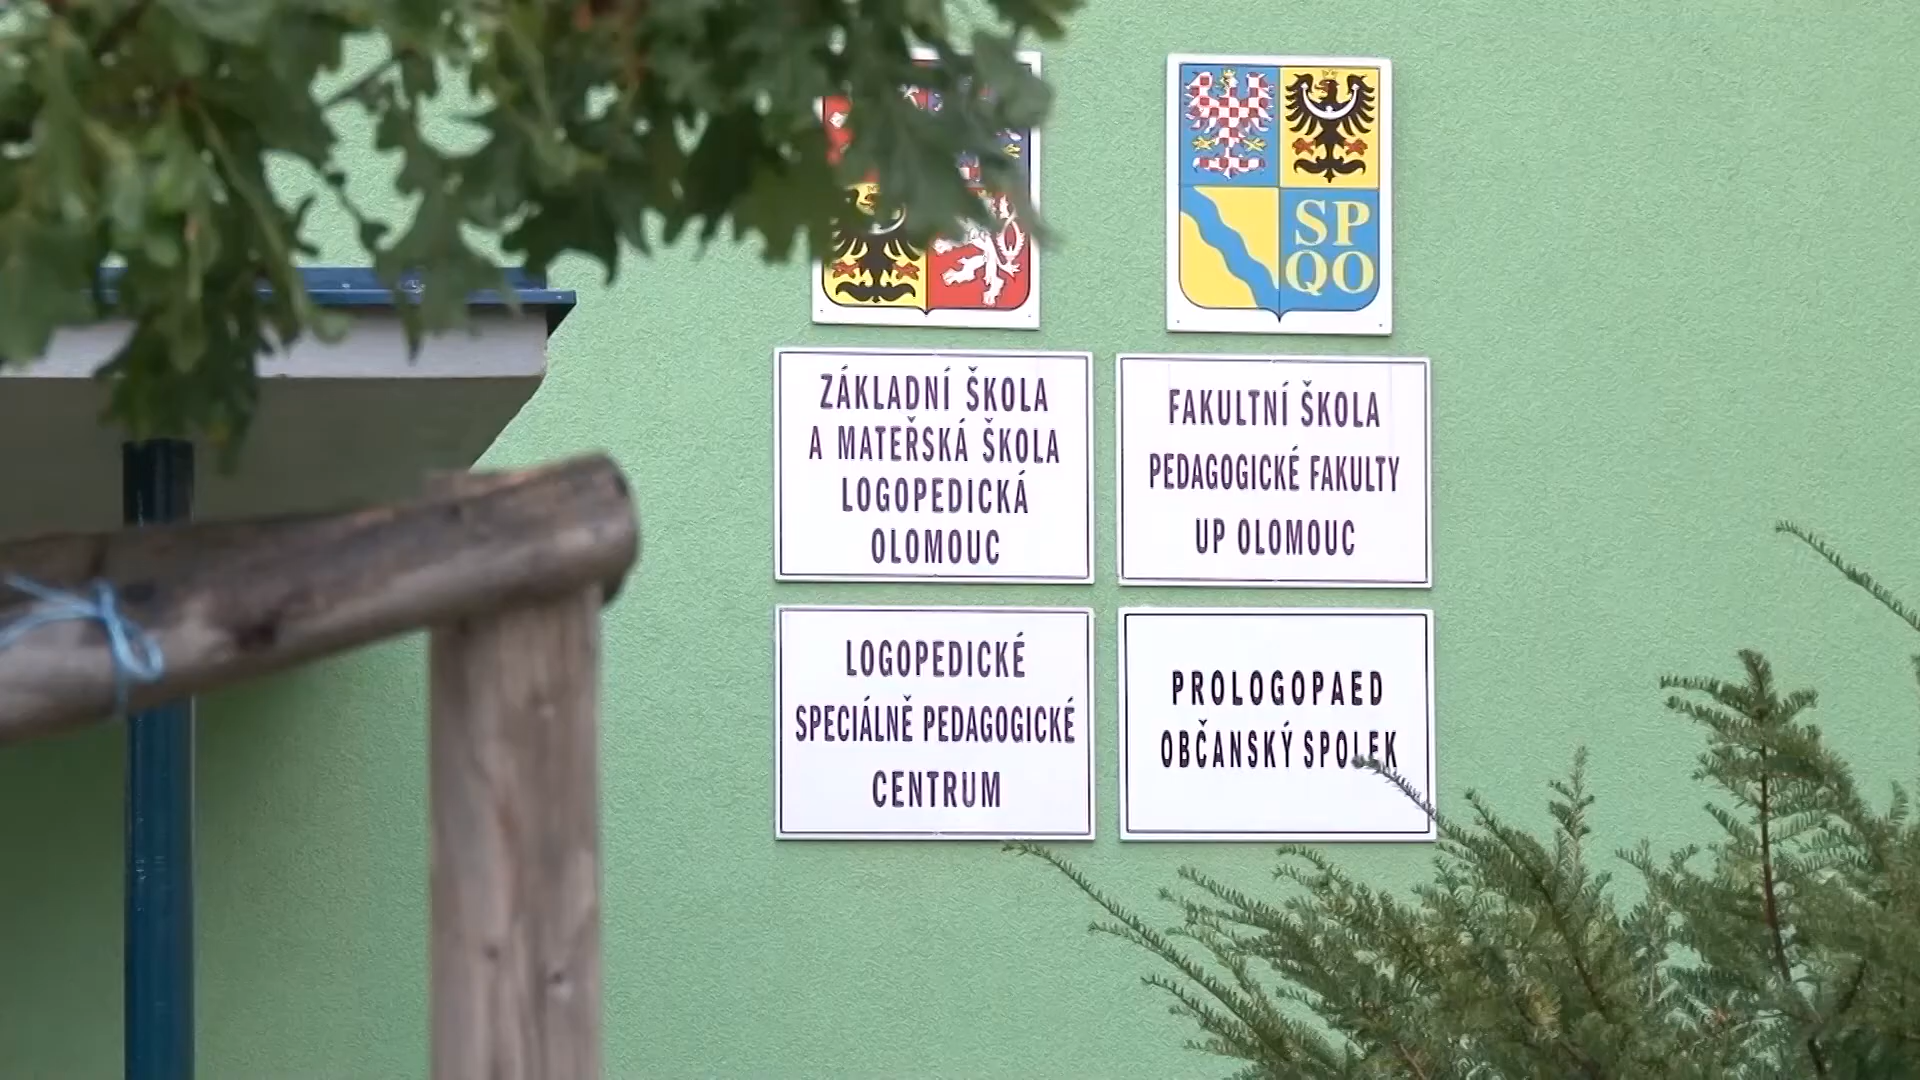 SP
QO
ZÁKLADNÍ ŠKOLA
A MATEŘSKÁ ŠKOLA
LOGOPEDICKÁ
OLOMOUC
FAKULTNÍ ŠKOLA
PEDAGOGICKÉ FAKULTY
UP OLOMOUC
LOGOPEDICKÉ
SPECIÁLNĚ PEDAGOGICKÉ
CENTRUM
PROLOGOPAED
OBČANSKÝ SPOLEK